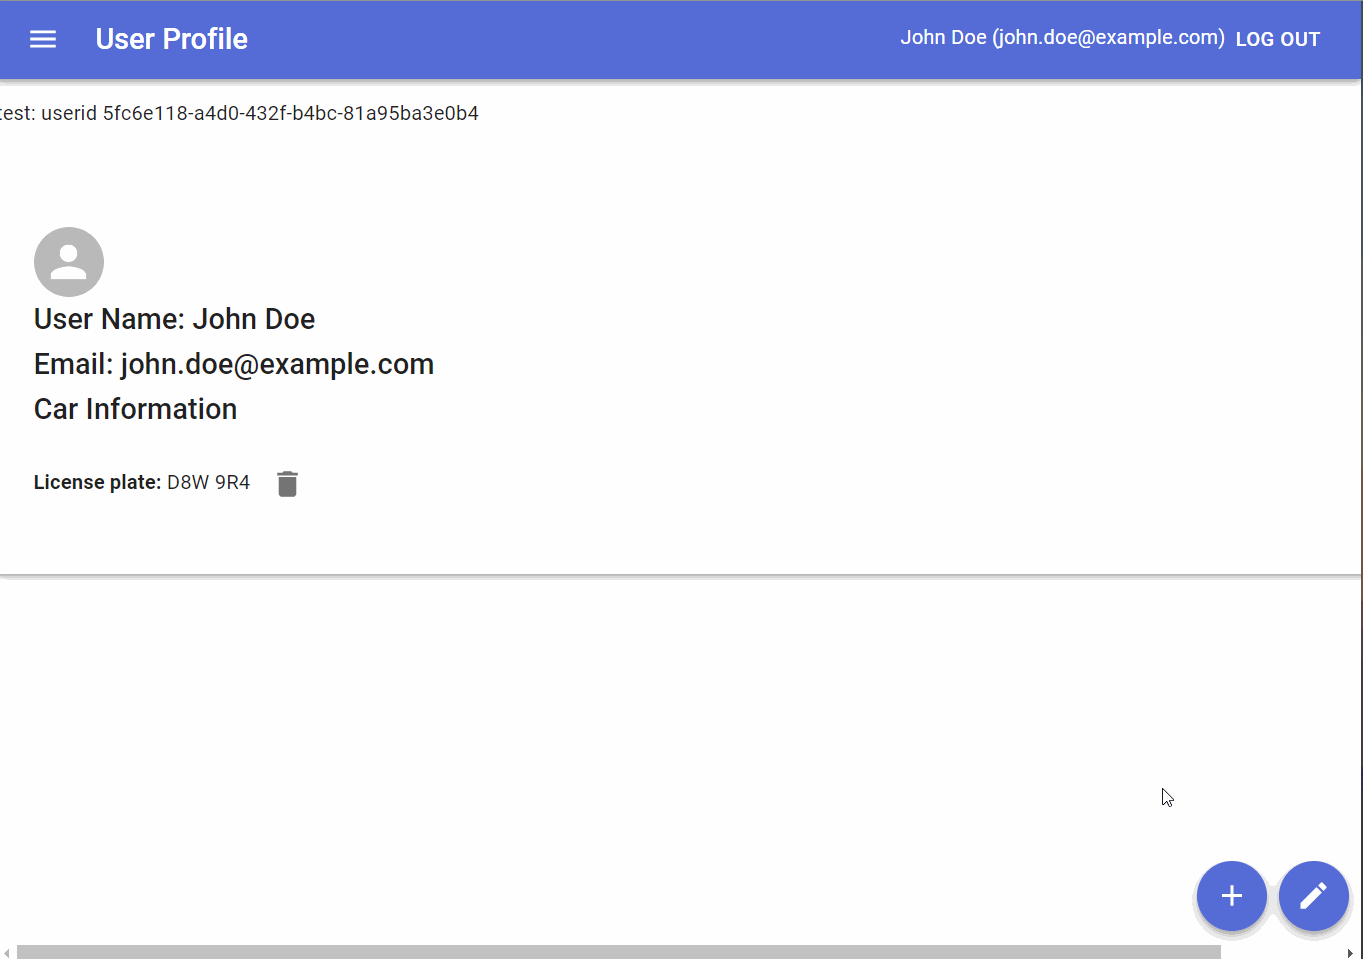 User Profile
John Doe (john.doe@example.com) LOG OUT
test: userid 5fc6e118-a4d0-432f-b4bc-81a95ba3e0b4
User Name: John Doe
Email: john.doe@example.com
Car Information
License plate: D8W 9R4